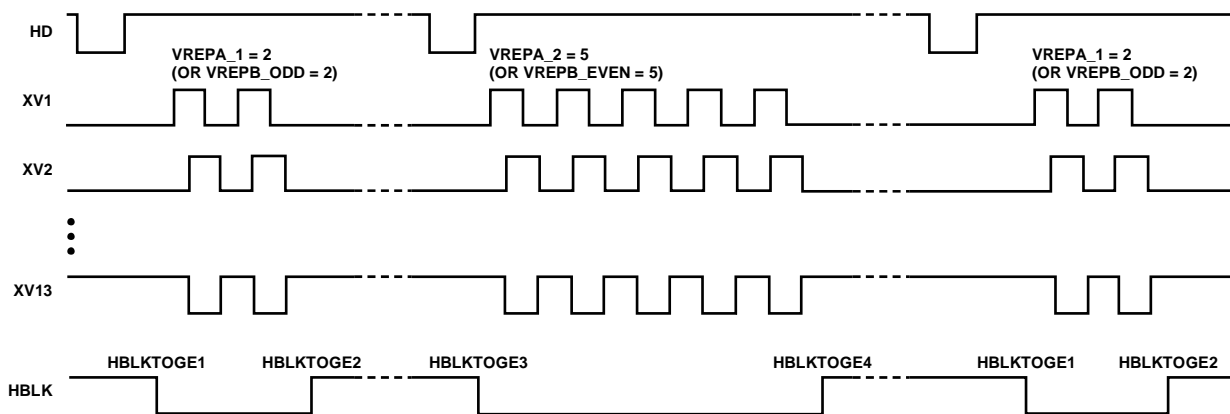 HD
VREPA_1 = 2
(OR VREPB_ODD = 2)
VREPA_2 = 5
(OR VREPB_EVEN = 5)
VREPA_1 = 2
(OR VREPB_ODD = 2)
XV1
XV2
XV13
HBLKTOGE1
HBLKTOGE2
HBLKTOGE3
HBLKTOGE4
HBLKTOGE1
HBLKTOGE2
HBLK